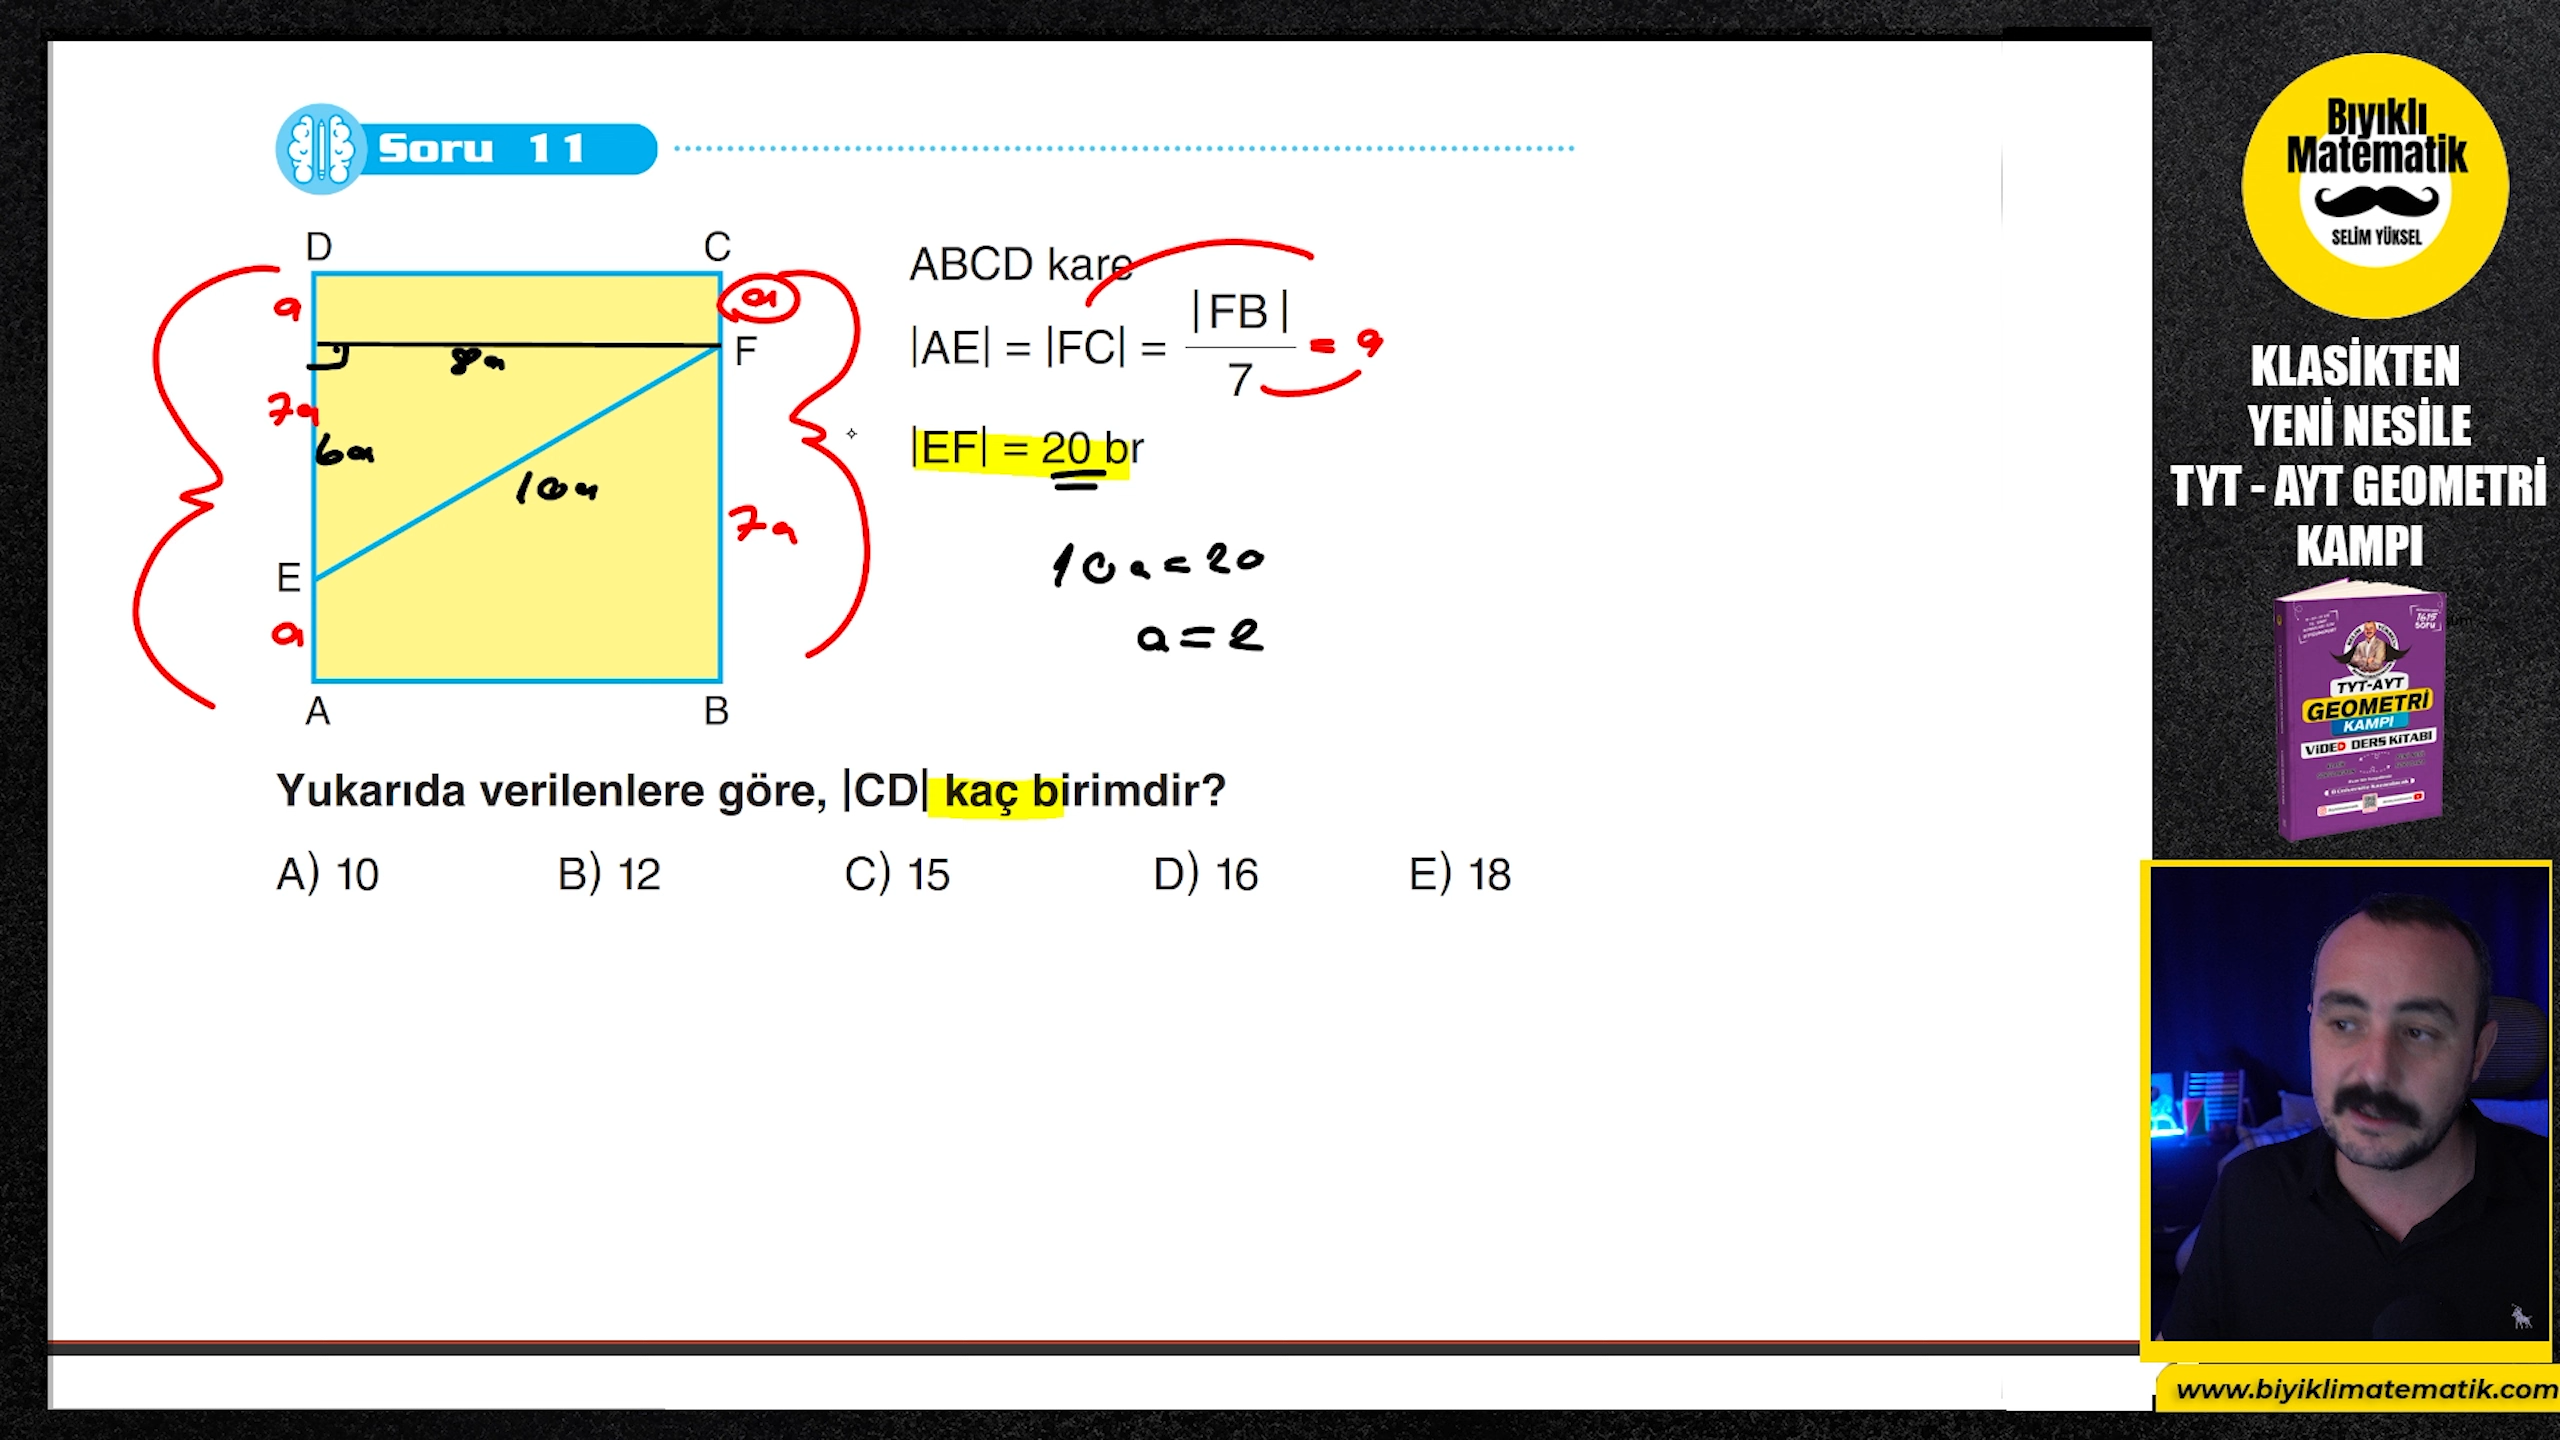 Soru 11
D
C
a
a
8a
F
7a
6a
10a
7a
E
a
A
B
ABCD kare
|AE| = |FC| = |FB| / 7 = a
|EF| = 20 br
10a = 20
a = 2
Yukarıda verilenlere göre, |CD| kaç birimdir?
A) 10 B) 12 C) 15 D) 16 E) 18
Bıyıklı
Matematik
SELİM YÜKSEL
KLASİKTEN
YENİ NESİLE
TYT - AYT GEOMETRİ
KAMPI
TYT-AYT
GEOMETRİ
KAMPI
VİDEO DERS KİTABI
www.biyiklimatematik.com